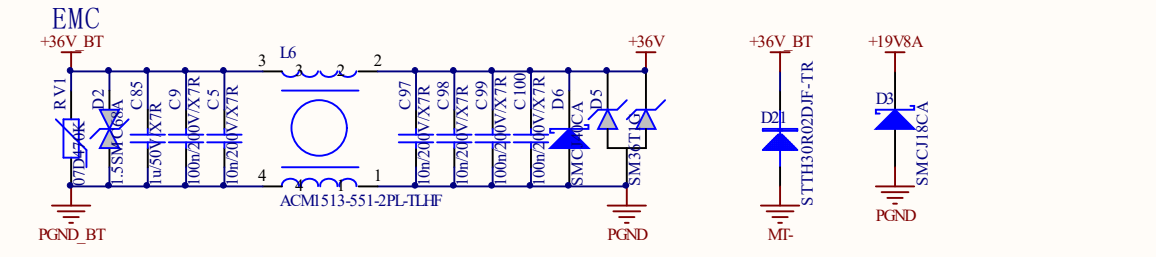 EMC
+36V_BT
+36V
+36V_BT
+19V8A
L6
3
3
2
2
RV1
07D470K
D2
1.5SMC68A
C85
1u/50V/X7R
C9
100n/200V/X7R
C5
10n/200V/X7R
C97
10n/200V/X7R
C98
10n/200V/X7R
C99
100n/200V/X7R
C100
100n/200V/X7R
D6
D5
SM36T1G
D21
STTH30R02DJF-TR
D3
SMCJ18CA
4
4
1
1
ACM1513-551-2PL-TLHF
PGND_BT
PGND
MT-
PGND